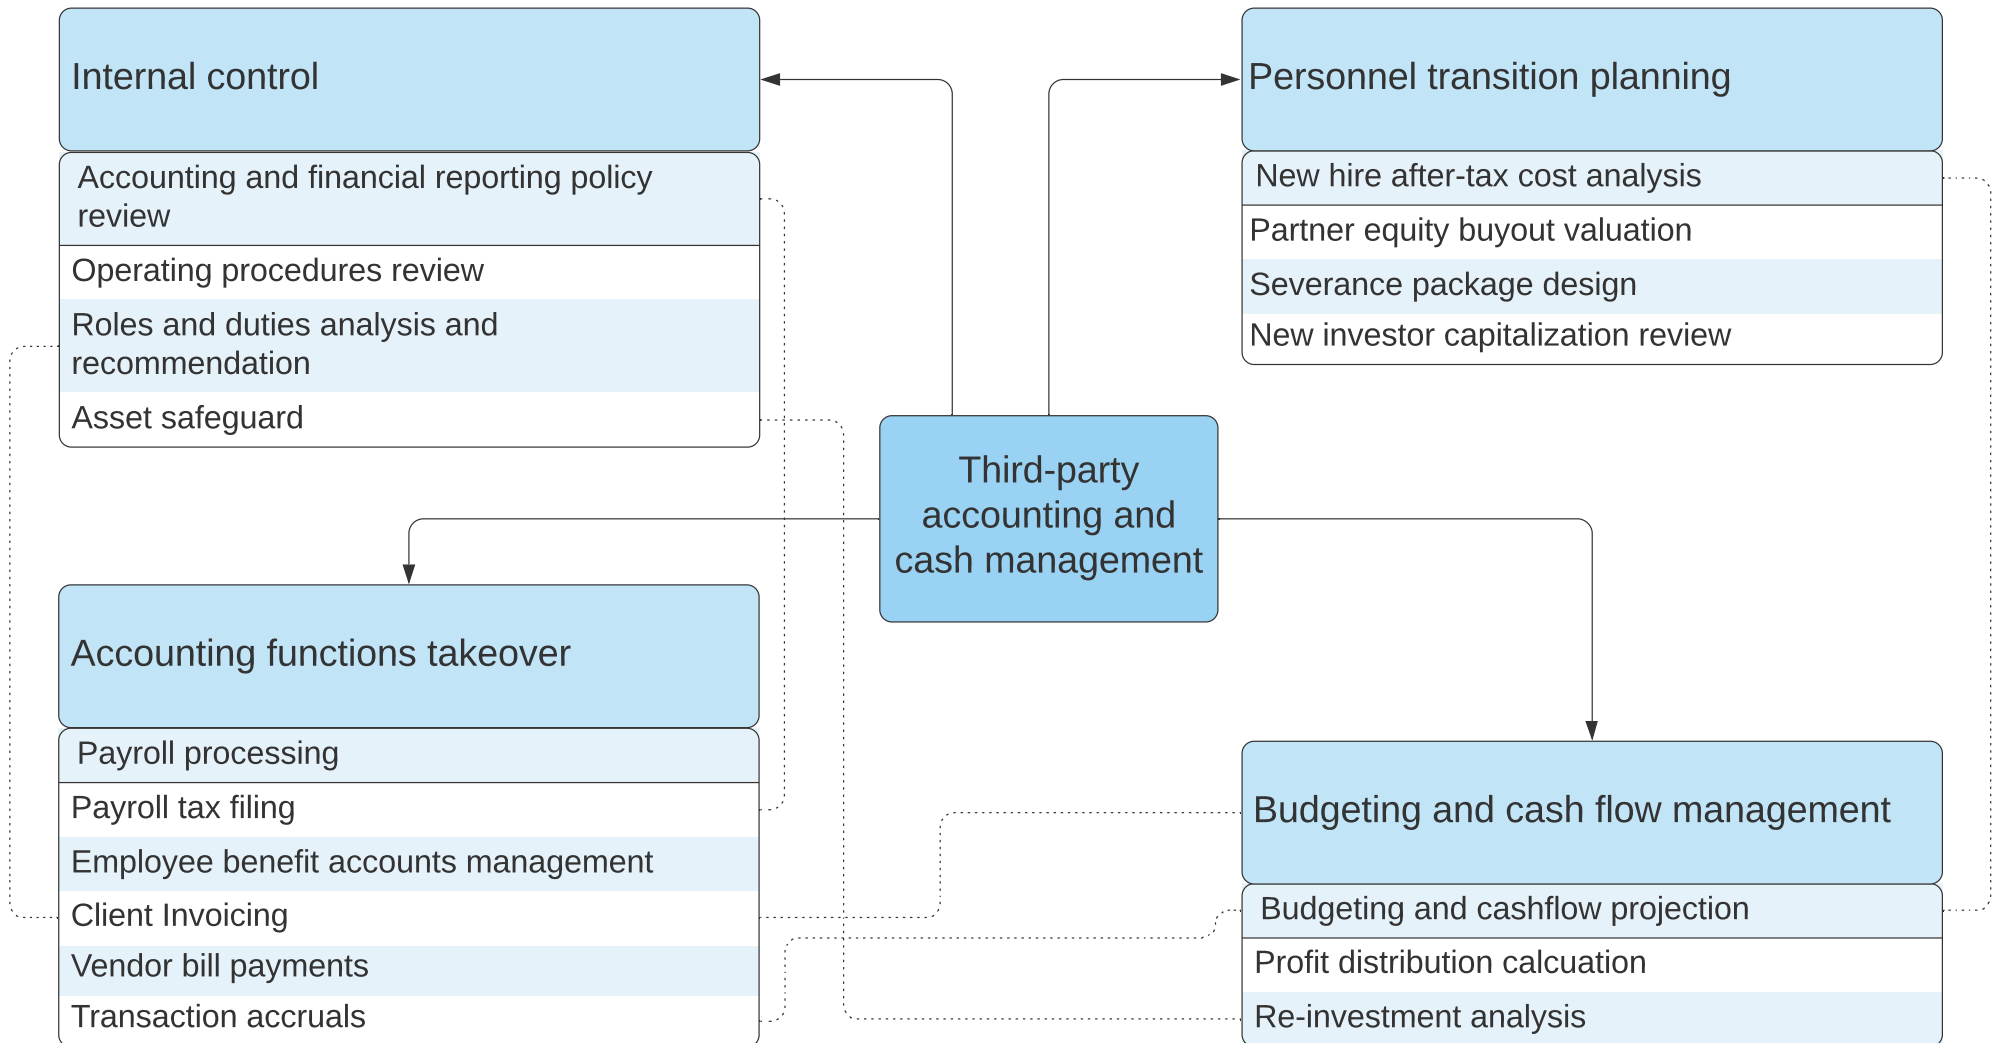 Internal control
Accounting and financial reporting policy
review
Operating procedures review
Roles and duties analysis and
recommendation
Asset safeguard
Personnel transition planning
New hire after-tax cost analysis
Partner equity buyout valuation
Severance package design
New investor capitalization review
Third-party
accounting and
cash management
Accounting functions takeover
Payroll processing
Payroll tax filing
Employee benefit accounts management
Client Invoicing
Vendor bill payments
Transaction accruals
Budgeting and cash flow management
Budgeting and cashflow projection
Profit distribution calcuation
Re-investment analysis